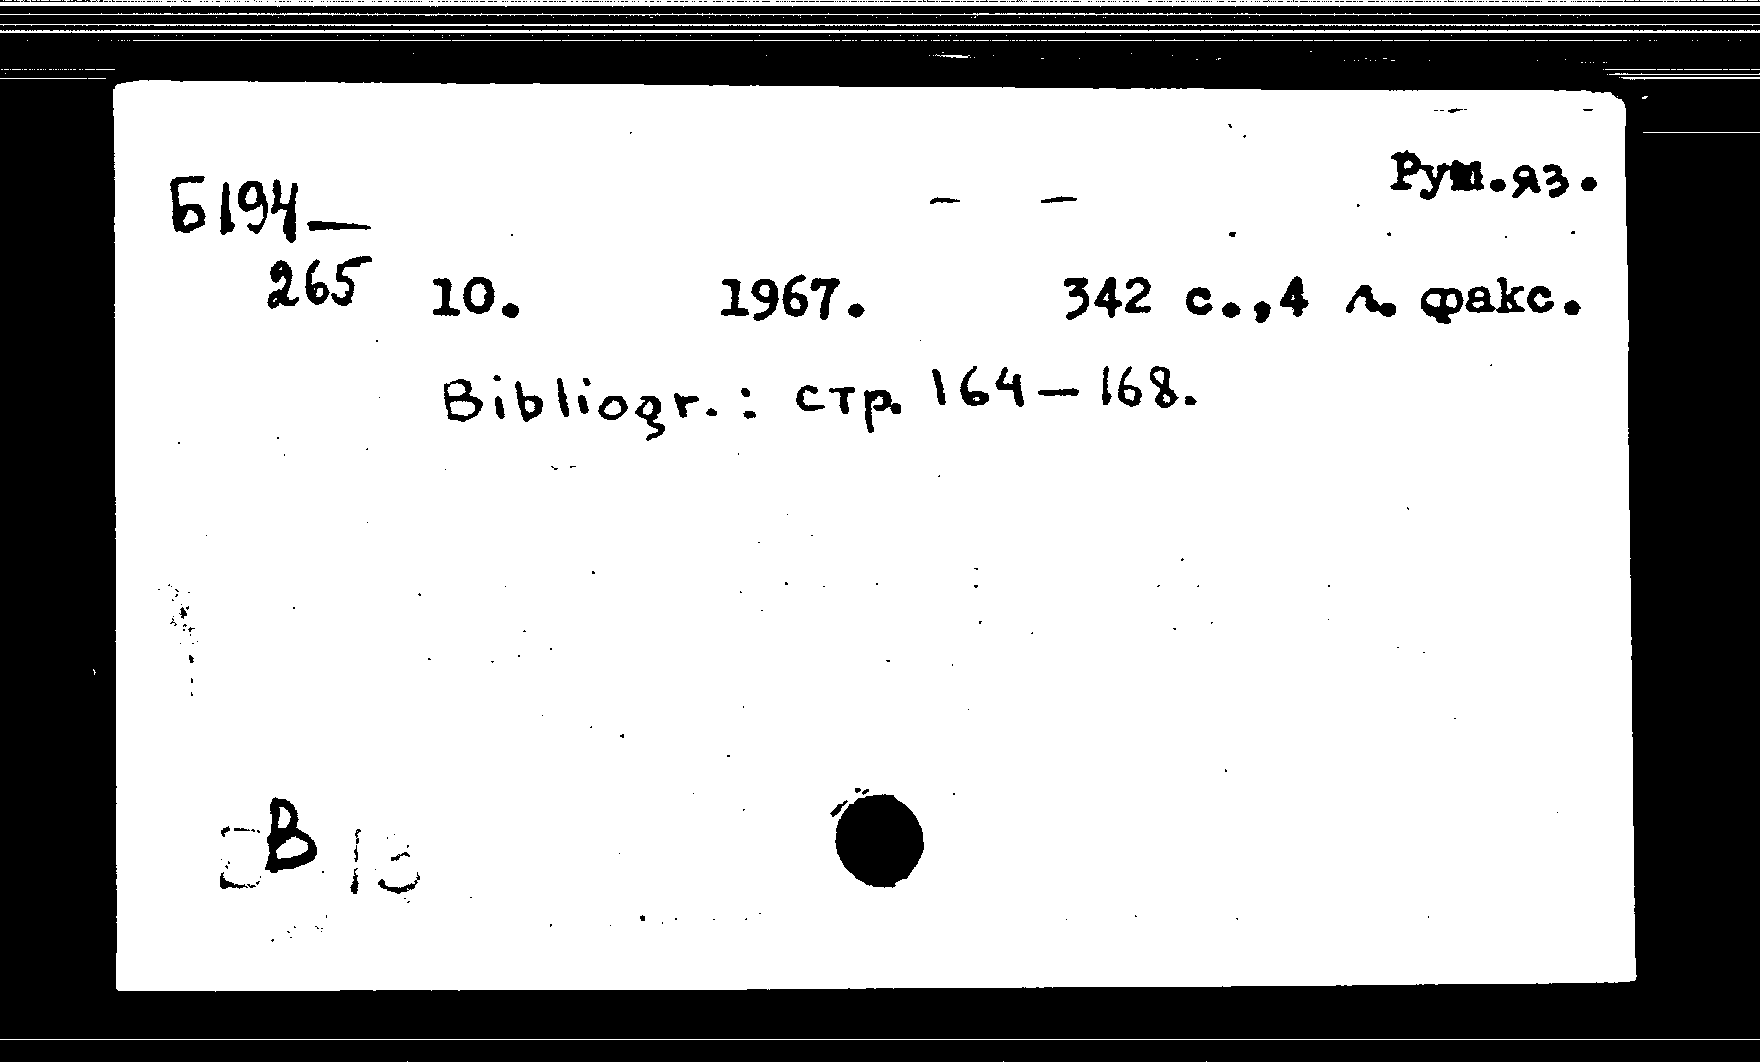 Рум.яз.
Б194—
265 10. 1967. 342 с.,4 л. факс.
Bibliogr.: стр. 164—168.
В